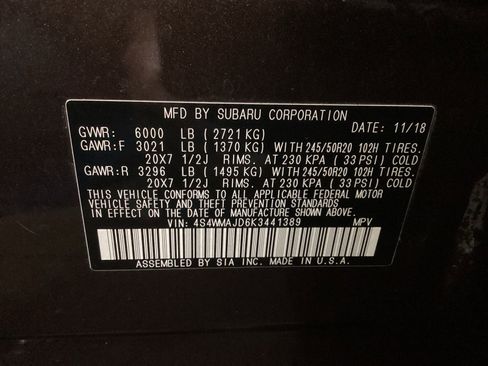 MFD BY SUBARU CORPORATION
GVWR: 6000 LB ( 2721 KG) DATE: 11/18
GAWR:F 3021 LB ( 1370 KG) WITH 245/50R20 102H TIRES.
20X7 1/2J RIMS. AT 230 KPA ( 33 PSI) COLD
GAWR:R 3296 LB ( 1495 KG) WITH 245/50R20 102H TIRES.
20X7 1/2J RIMS. AT 230 KPA ( 33 PSI) COLD
THIS VEHICLE CONFORMS TO ALL APPLICABLE FEDERAL MOTOR
VEHICLE SAFETY AND THEFT PREVENTION STANDARDS
IN EFFECT ON THE DATE OF MANUFACTURE SHOWN ABOVE.
VIN: 4S4WMAJD6K3441389 MPV
ASSEMBLED BY SIA INC. MADE IN U.S.A.